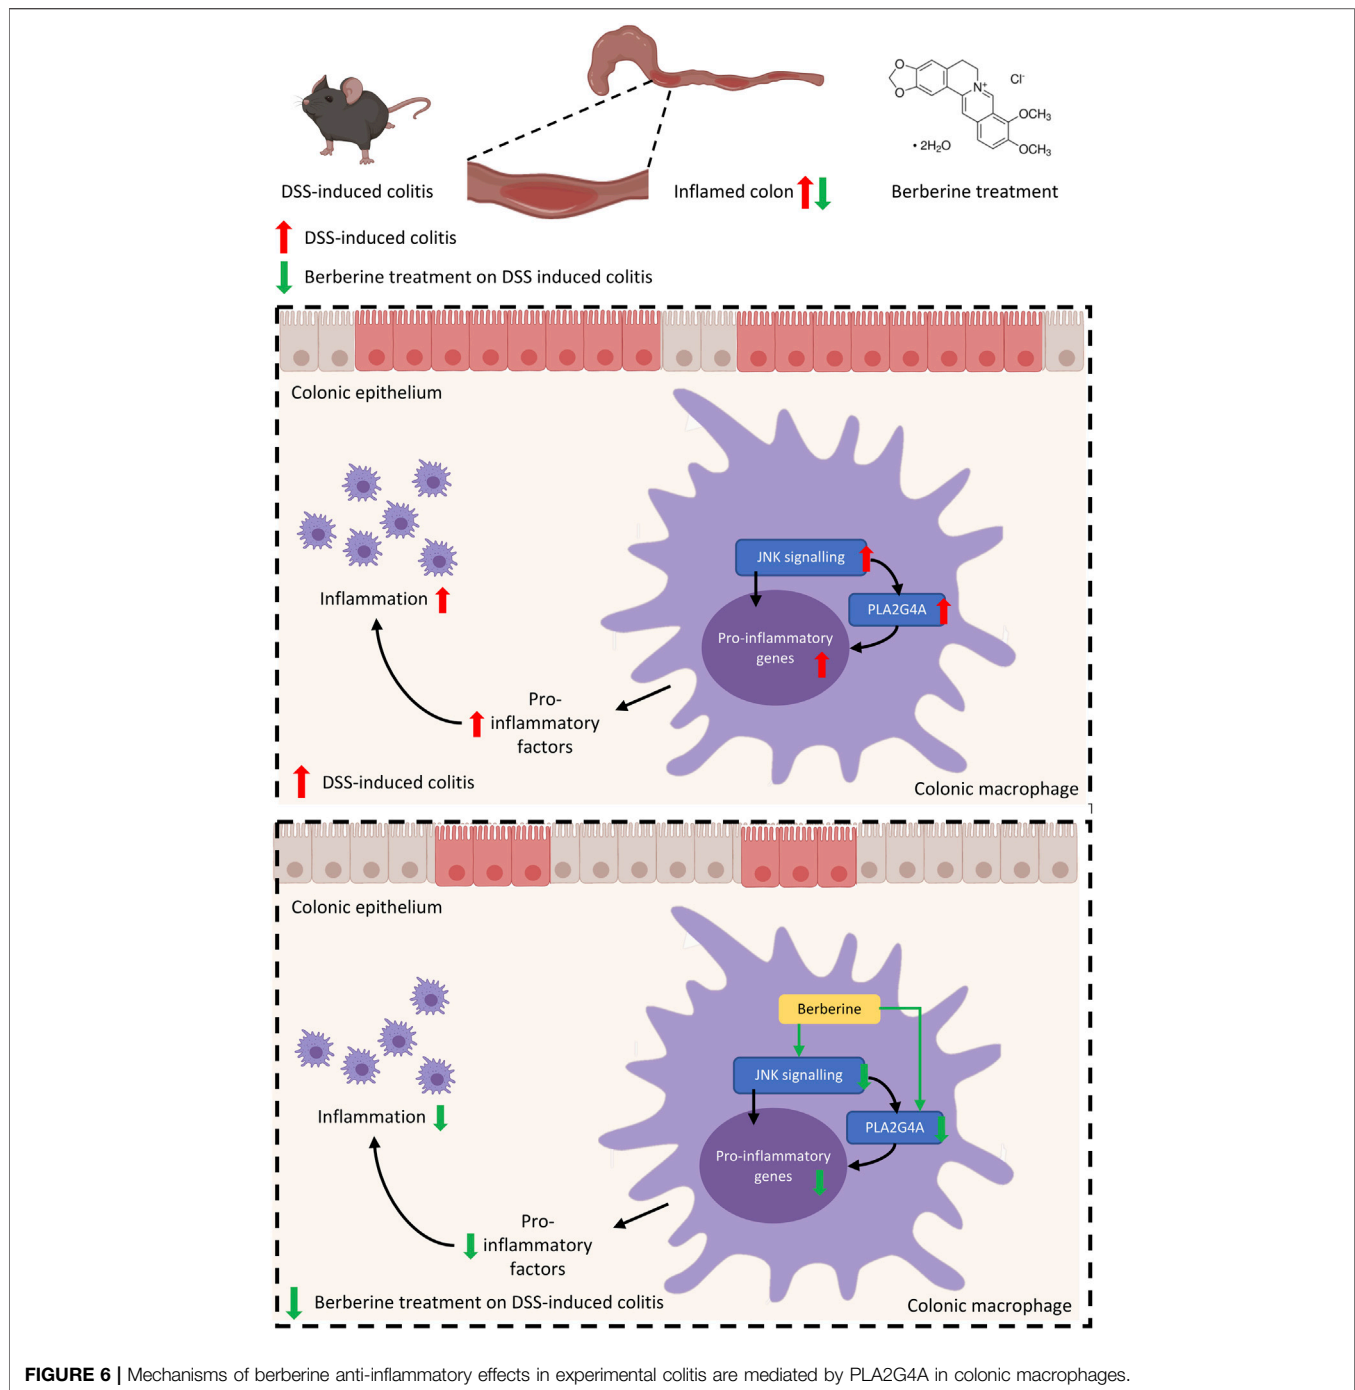 O
O
N⁺
Cl⁻
OCH₃
OCH₃
• 2H₂O
DSS-induced colitis
Inflamed colon
Berberine treatment
DSS-induced colitis
Berberine treatment on DSS induced colitis
Colonic epithelium
JNK signalling
PLA2G4A
Pro-inflammatory
genes
Inflammation
Pro-
inflammatory
factors
DSS-induced colitis
Colonic macrophage
Colonic epithelium
Berberine
JNK signalling
PLA2G4A
Pro-inflammatory
genes
Inflammation
Pro-
inflammatory
factors
Berberine treatment on DSS-induced colitis
Colonic macrophage
FIGURE 6 | Mechanisms of berberine anti-inflammatory effects in experimental colitis are mediated by PLA2G4A in colonic macrophages.